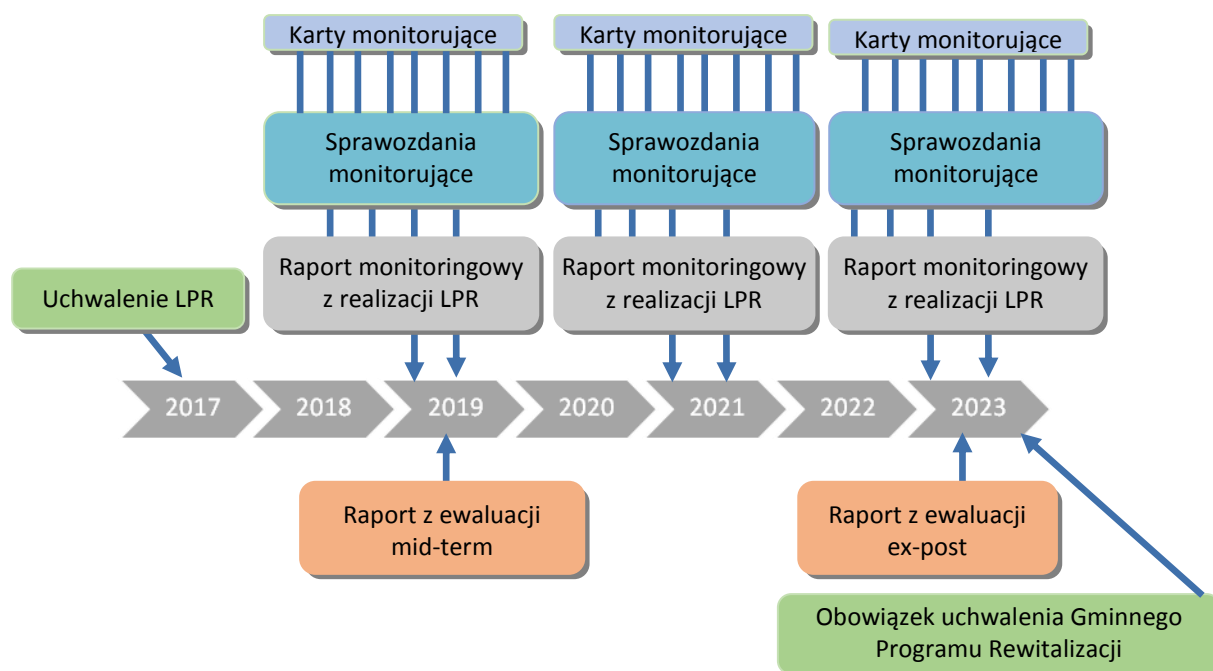 Karty monitorujące
Karty monitorujące
Karty monitorujące
Sprawozdania
monitorujące
Sprawozdania
monitorujące
Sprawozdania
monitorujące
Raport monitoringowy
z realizacji LPR
Raport monitoringowy
z realizacji LPR
Raport monitoringowy
z realizacji LPR
Uchwalenie LPR
2017
2018
2019
2020
2021
2022
2023
Raport z ewaluacji
mid-term
Raport z ewaluacji
ex-post
Obowiązek uchwalenia Gminnego
Programu Rewitalizacji